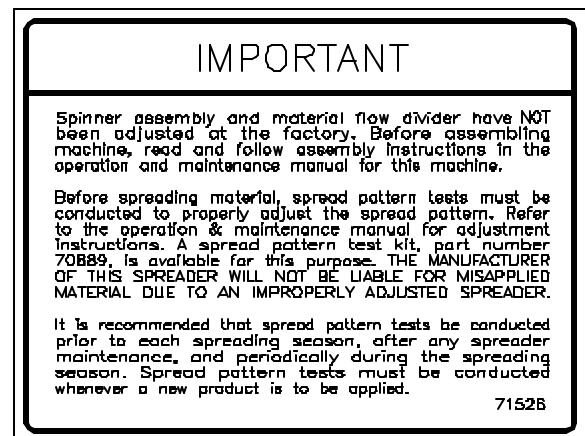 IMPORTANT
Spinner assembly and material flow divider have NOT
been adjusted at the factory. Before assembling
machine, read and follow assembly instructions in the
operation and maintenance manual for this machine.
Before spreading material, spread pattern tests must be
conducted to properly adjust the spread pattern. Refer
to the operation & maintenance manual for adjustment
instructions. A spread pattern test kit, part number
70889, is available for this purpose. THE MANUFACTURER
OF THIS SPREADER WILL NOT BE LIABLE FOR MISAPPLIED
MATERIAL DUE TO AN IMPROPERLY ADJUSTED SPREADER.
It is recommended that spread pattern tests be conducted
prior to each spreading season, after any spreader
maintenance, and periodically during the spreading
season. Spread pattern tests must be conducted
whenever a new product is to be applied.
71528